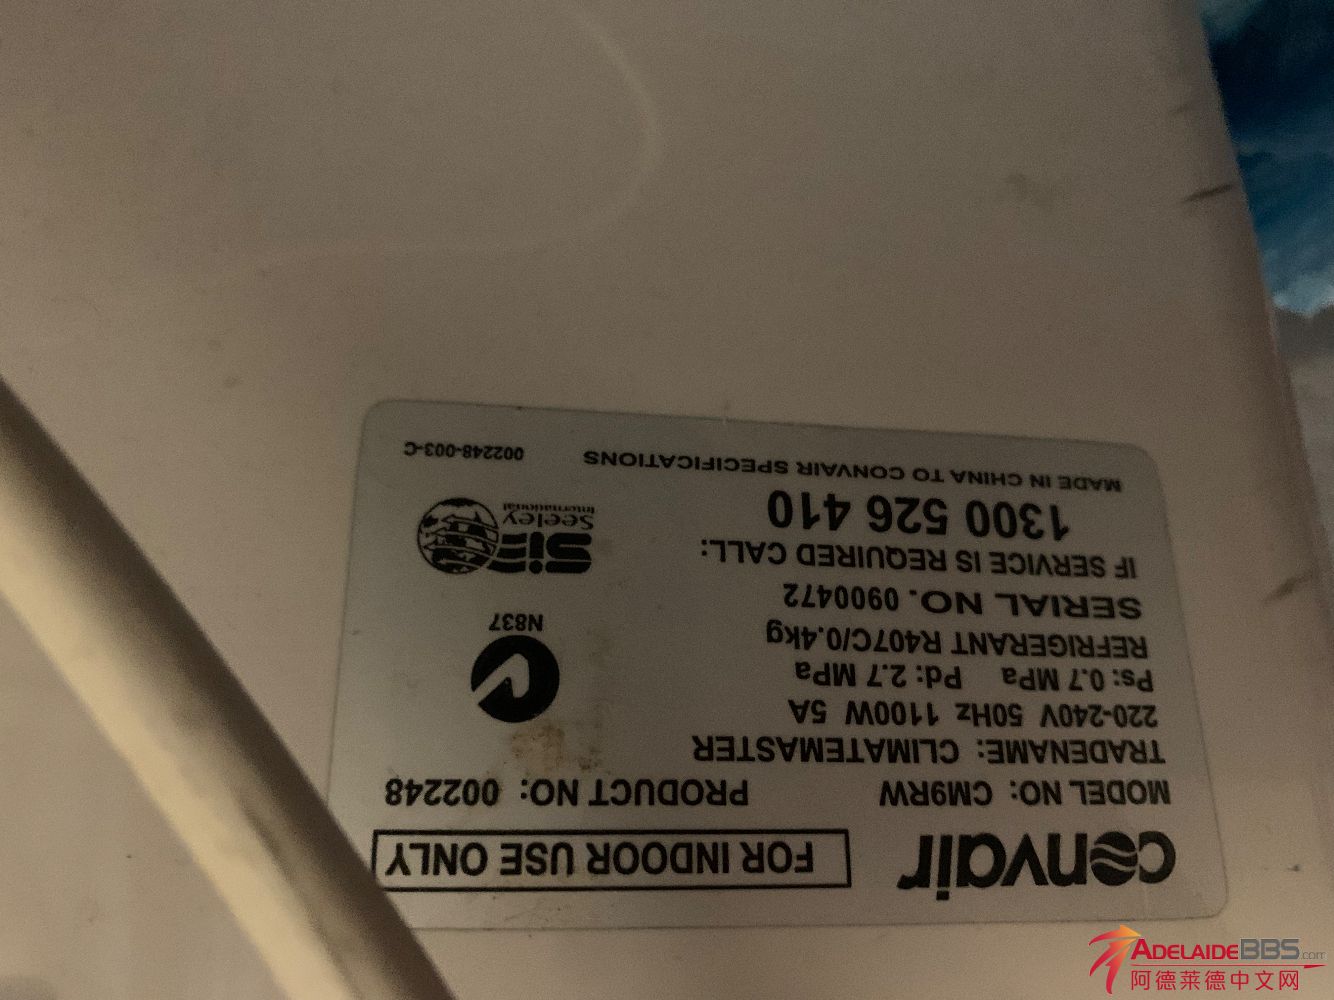 convair FOR INDOOR USE ONLY
MODEL NO: CM9RW PRODUCT NO: 002248
TRADENAME: CLIMATEMASTER
220-240V 50Hz 1100W 5A
Ps: 0.7 MPa Pd: 2.7 MPa
REFRIGERANT R407C/0.4kg
N837
SERIAL NO. 0900472
IF SERVICE IS REQUIRED CALL:
1300 526 410
Si
Seeley
International
MADE IN CHINA TO CONVAIR SPECIFICATIONS 002248-003-C
ADELAIDEBBS.com
阿德莱德中文网